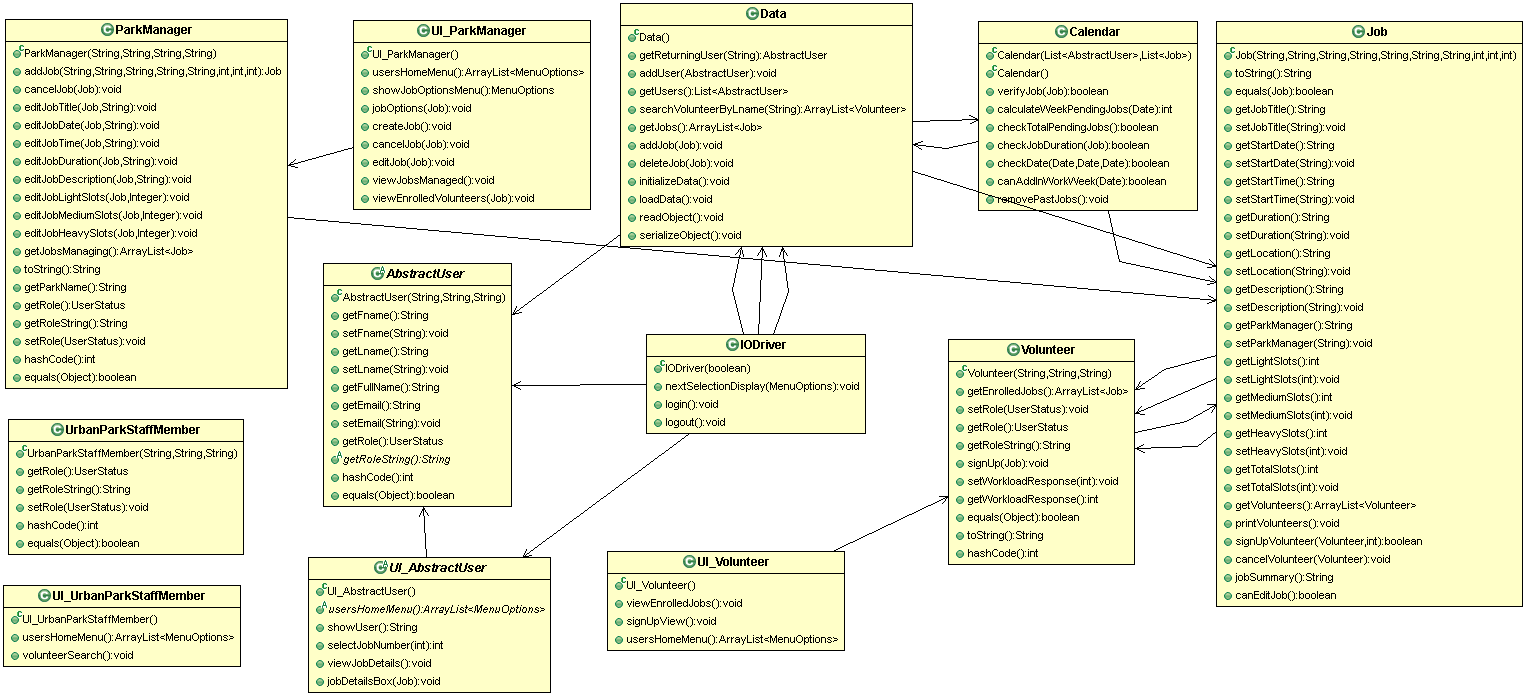 ParkManager
ParkManager(String,String,String,String)
addJob(String,String,String,String,String,int,int,int):Job
cancelJob(Job):void
editJobTitle(Job,String):void
editJobDate(Job,String):void
editJobTime(Job,String):void
editJobDuration(Job,String):void
editJobDescription(Job,String):void
editJobLightSlots(Job,Integer):void
editJobMediumSlots(Job,Integer):void
editJobHeavySlots(Job,Integer):void
getJobsManaging():ArrayList<Job>
toString():String
getParkName():String
getRole():UserStatus
getRoleString():String
setRole(UserStatus):void
hashCode():int
equals(Object):boolean
UI_ParkManager
UI_ParkManager()
usersHomeMenu():ArrayList<MenuOptions>
showJobOptionsMenu():MenuOptions
jobOptions(Job):void
createJob():void
cancelJob(Job):void
editJob(Job):void
viewJobsManaged():void
viewEnrolledVolunteers(Job):void
Data
Data()
getReturningUser(String):AbstractUser
addUser(AbstractUser):void
getUsers():List<AbstractUser>
searchVolunteerByLname(String):ArrayList<Volunteer>
getJobs():ArrayList<Job>
addJob(Job):void
deleteJob(Job):void
initializeData():void
loadData():void
readObject():void
serializeObject():void
Calendar
Calendar(List<AbstractUser>,List<Job>)
Calendar()
verifyJob(Job):boolean
calculateWeekPendingJobs(Date):int
checkTotalPendingJobs():boolean
checkJobDuration(Job):boolean
checkDate(Date,Date,Date):boolean
canAddInWorkWeek(Date):boolean
removePastJobs():void
Job
Job(String,String,String,String,String,String,String,int,int,int)
toString():String
equals(Job):boolean
getJobTitle():String
setJobTitle(String):void
getStartDate():String
setStartDate(String):void
getStartTime():String
setStartTime(String):void
getDuration():String
setDuration(String):void
getLocation():String
setLocation(String):void
getDescription():String
setDescription(String):void
getParkManager():String
setParkManager(String):void
getLightSlots():int
setLightSlots(int):void
getMediumSlots():int
setMediumSlots(int):void
getHeavySlots():int
setHeavySlots(int):void
getTotalSlots():int
setTotalSlots(int):void
getVolunteers():ArrayList<Volunteer>
printVolunteers():void
signUpVolunteer(Volunteer,int):boolean
cancelVolunteer(Volunteer):void
jobSummary():String
canEditJob():boolean
AbstractUser
AbstractUser(String,String,String)
getFname():String
setFname(String):void
getLname():String
setLname(String):void
getFullName():String
getEmail():String
setEmail(String):void
getRole():UserStatus
getRoleString():String
hashCode():int
equals(Object):boolean
IODriver
IODriver(boolean)
nextSelectionDisplay(MenuOptions):void
login():void
logout():void
Volunteer
Volunteer(String,String,String)
getEnrolledJobs():ArrayList<Job>
setRole(UserStatus):void
getRole():UserStatus
getRoleString():String
signUp(Job):void
setWorkloadResponse(int):void
getWorkloadResponse():int
equals(Object):boolean
toString():String
hashCode():int
UrbanParkStaffMember
UrbanParkStaffMember(String,String,String)
getRole():UserStatus
getRoleString():String
setRole(UserStatus):void
hashCode():int
equals(Object):boolean
UI_UrbanParkStaffMember
UI_UrbanParkStaffMember()
usersHomeMenu():ArrayList<MenuOptions>
volunteerSearch():void
UI_AbstractUser
UI_AbstractUser()
usersHomeMenu():ArrayList<MenuOptions>
showUser():String
selectJobNumber(int):int
viewJobDetails():void
jobDetailsBox(Job):void
UI_Volunteer
UI_Volunteer()
viewEnrolledJobs():void
signUpView():void
usersHomeMenu():ArrayList<MenuOptions>